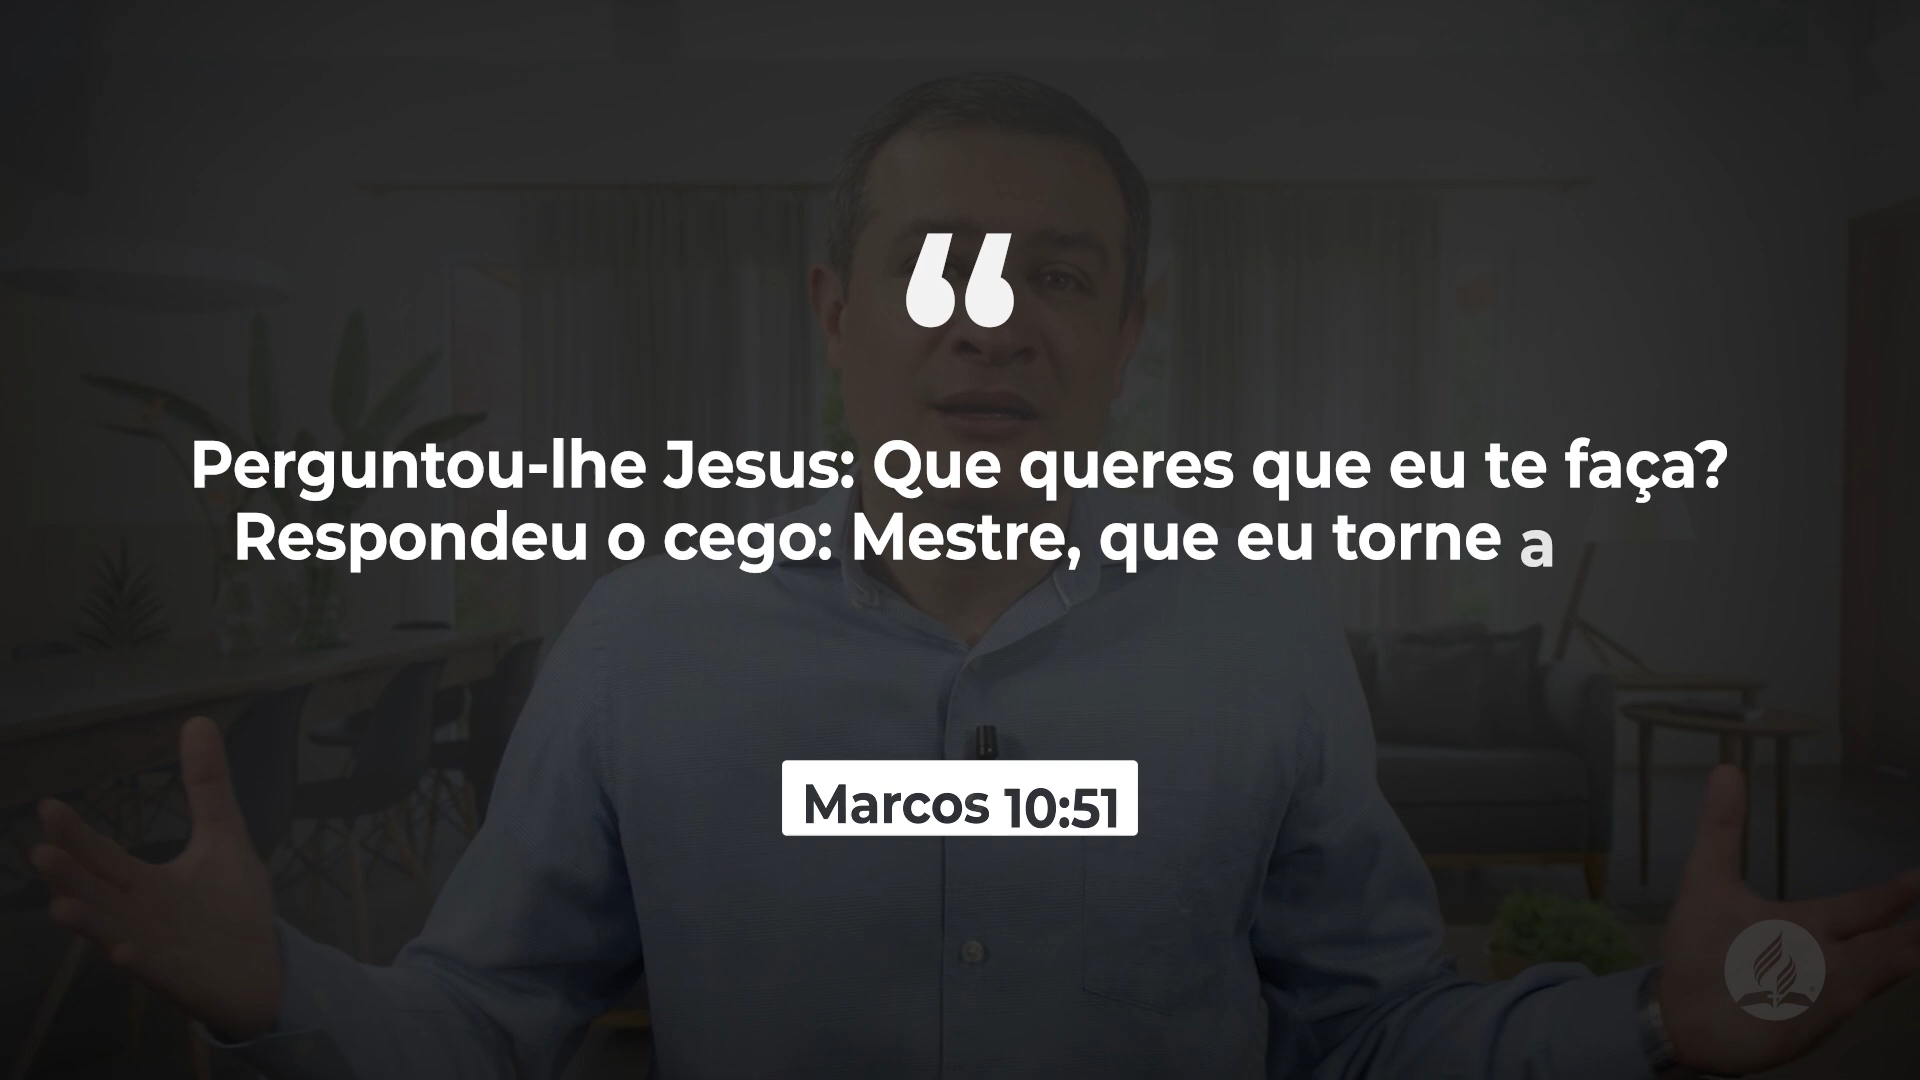 “
Perguntou-lhe Jesus: Que queres que eu te faça?
Respondeu o cego: Mestre, que eu torne a
Marcos 10:51